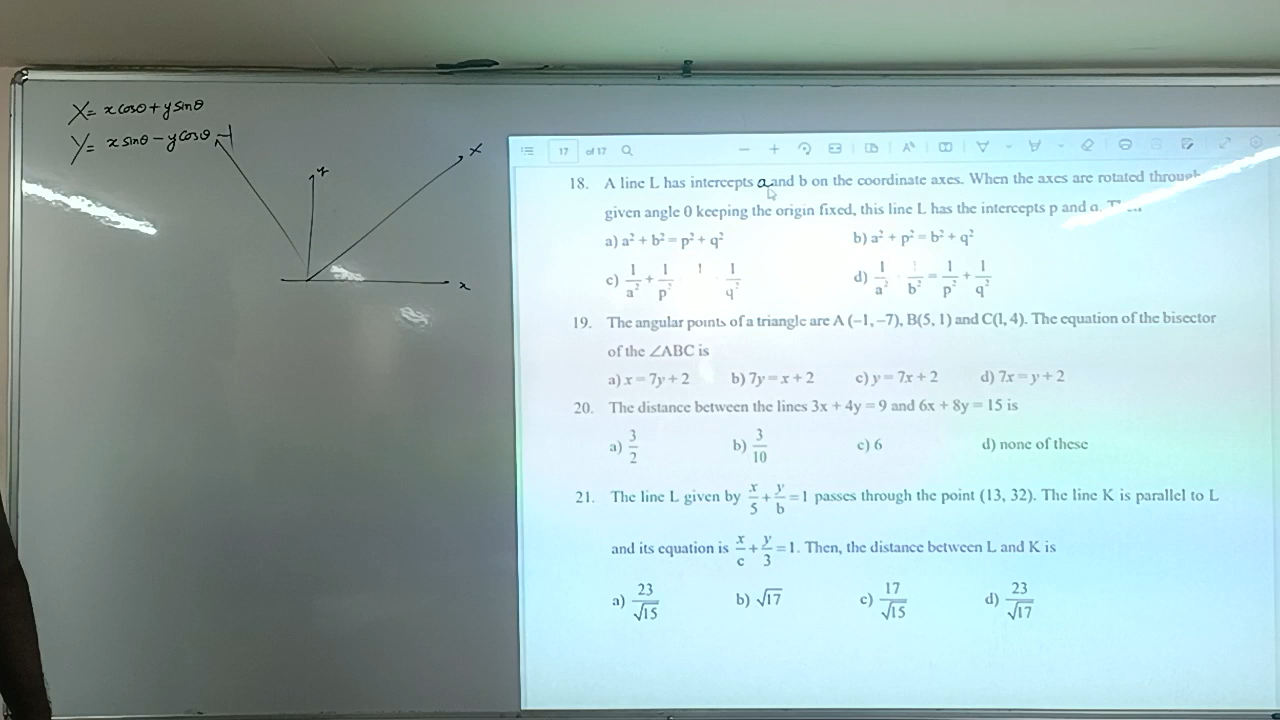 X = x cosθ + y sinθ
Y = x sinθ − y cosθ
Y
X
x
17 of 17
18. A line L has intercepts a and b on the coordinate axes. When the axes are rotated through
given angle θ keeping the origin fixed, this line L has the intercepts p and q.
a) a² + b² = p² + q² b) a² + p² = b² + q²
c) 1/a² + 1/p² 1 1/q² d) 1/a² 1/b² = 1/p² + 1/q²
19. The angular points of a triangle are A (−1, −7), B(5, 1) and C(1, 4). The equation of the bisector
of the ∠ABC is
a) x = 7y + 2 b) 7y = x + 2 c) y = 7x + 2 d) 7x = y + 2
20. The distance between the lines 3x + 4y = 9 and 6x + 8y = 15 is
a) 3/2 b) 3/10 c) 6 d) none of these
21. The line L given by x/5 + y/b = 1 passes through the point (13, 32). The line K is parallel to L
and its equation is x/c + y/3 = 1. Then, the distance between L and K is
a) 23/√15 b) √17 c) 17/√15 d) 23/√17